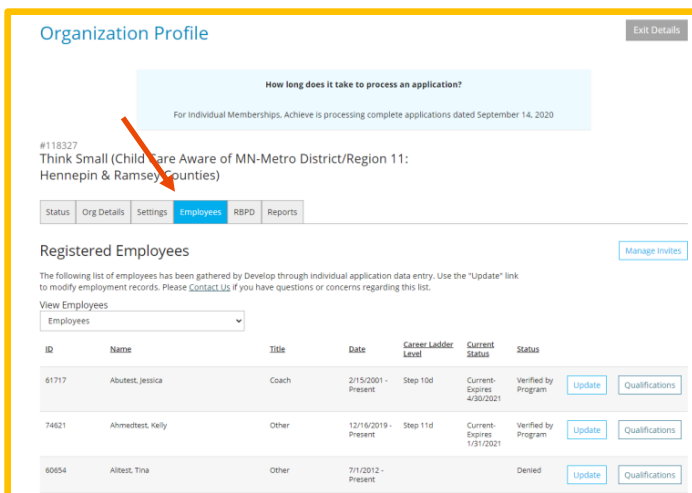 Organization Profile
Exit Details
How long does it take to process an application?
For Individual Memberships, Achieve is processing complete applications dated September 14, 2020
#118327
Think Small (Child Care Aware of MN-Metro District/Region 11:
Hennepin & Ramsey Counties)
Status Org Details Settings Employees RBPD Reports
Registered Employees
Manage Invites
The following list of employees has been gathered by Develop through individual application data entry. Use the "Update" link
to modify employment records. Please Contact Us if you have questions or concerns regarding this list.
View Employees
Employees
ID Name Title Date Career Ladder Level Current Status Status
61717 Abutest, Jessica Coach 2/15/2001 - Present Step 10d Current- Expires 4/30/2021 Verified by Program Update Qualifications
74621 Ahmedtest, Kelly Other 12/16/2019 - Present Step 11d Current- Expires 1/31/2021 Verified by Program Update Qualifications
60654 Alltest, Tina Other 7/1/2012 - Present Denied Update Qualifications